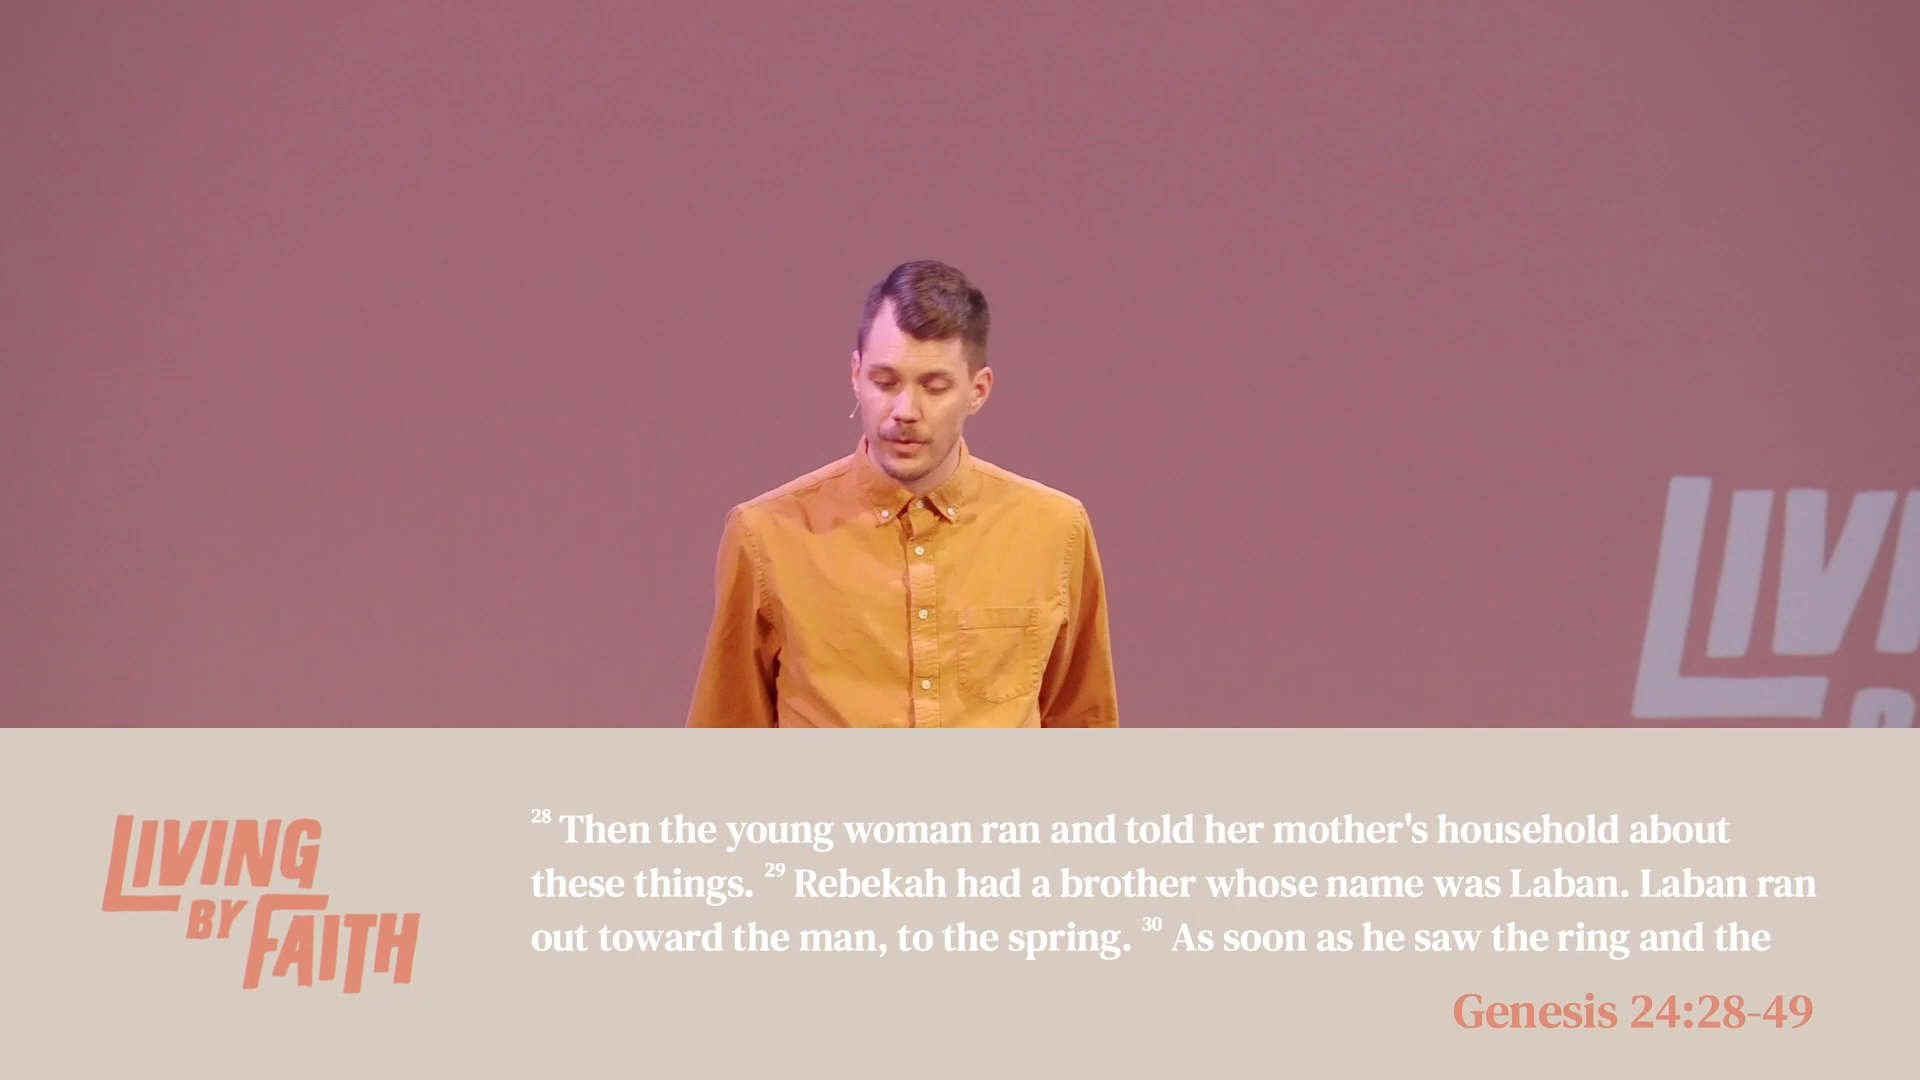 LIVI
LIVING
BY FAITH
28 Then the young woman ran and told her mother's household about
these things. 29 Rebekah had a brother whose name was Laban. Laban ran
out toward the man, to the spring. 30 As soon as he saw the ring and the
Genesis 24:28-49